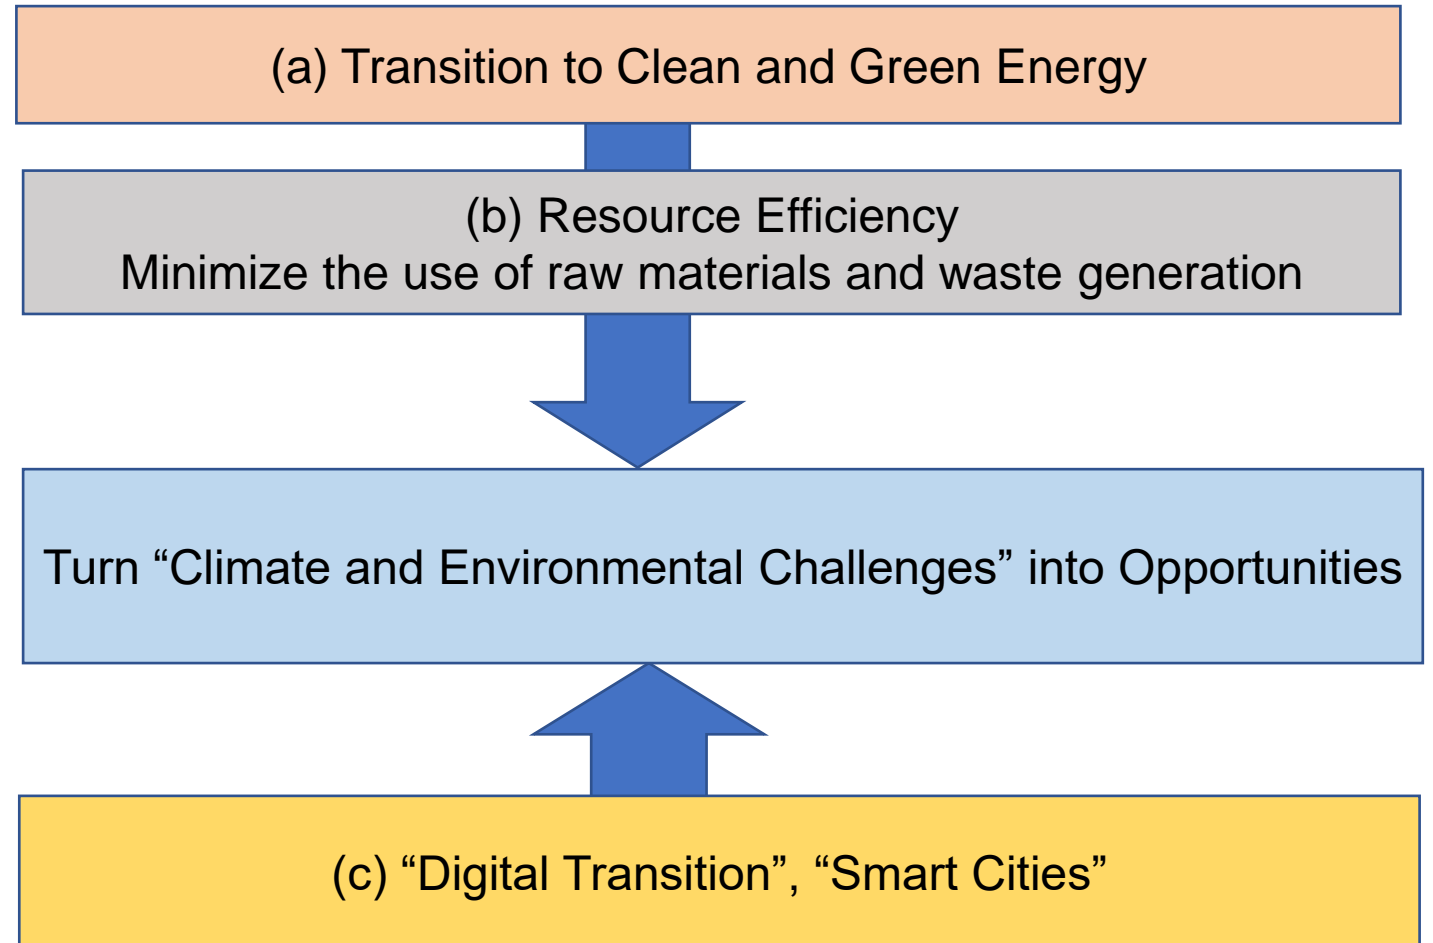 (a) Transition to Clean and Green Energy
(b) Resource Efficiency
Minimize the use of raw materials and waste generation
Turn “Climate and Environmental Challenges” into Opportunities
(c) “Digital Transition”, “Smart Cities”